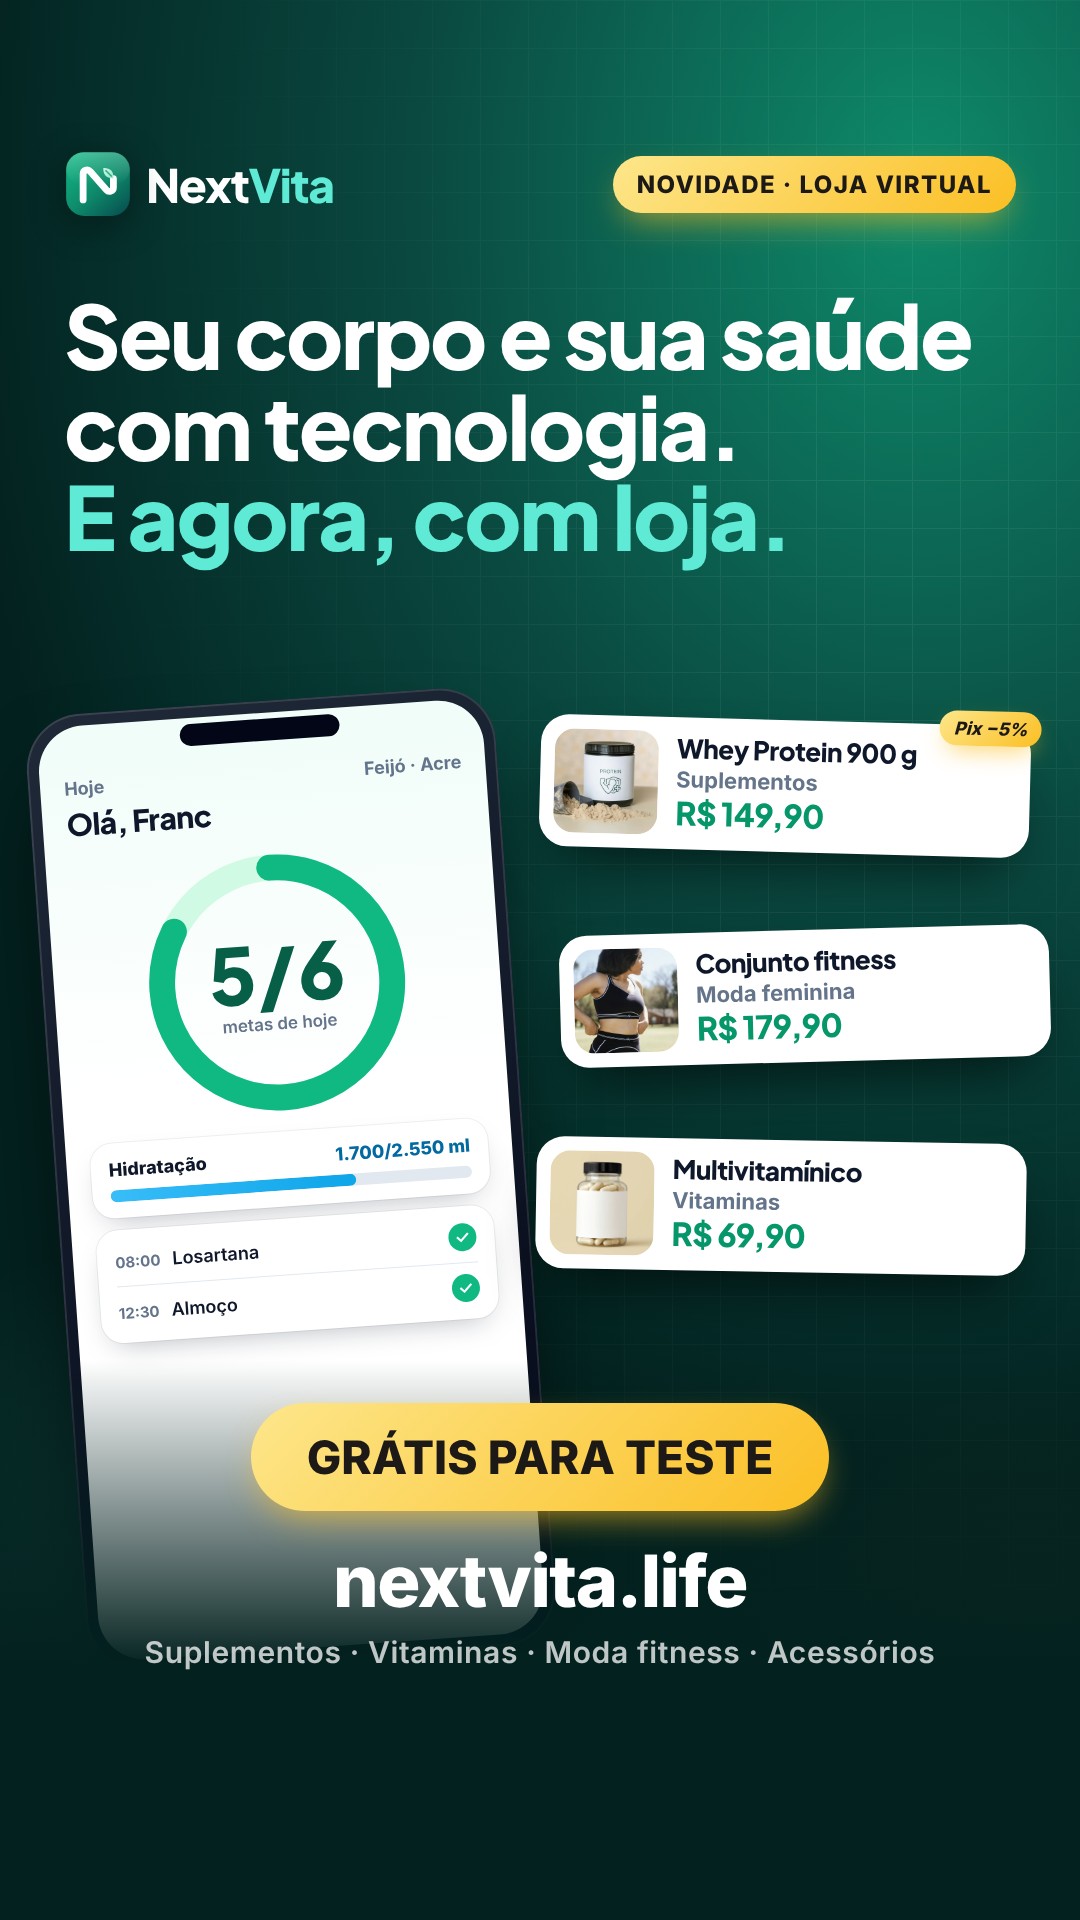 NextVita
NOVIDADE · LOJA VIRTUAL
Seu corpo e sua saúde
com tecnologia.
E agora, com loja.
Hoje
Feijó · Acre
Olá, Franc
5/6
metas de hoje
Hidratação
1.700/2.550 ml
08:00 Losartana
12:30 Almoço
Pix −5%
Whey Protein 900 g
Suplementos
R$ 149,90
PROTEIN
Conjunto fitness
Moda feminina
R$ 179,90
Multivitamínico
Vitaminas
R$ 69,90
GRÁTIS PARA TESTE
nextvita.life
Suplementos · Vitaminas · Moda fitness · Acessórios